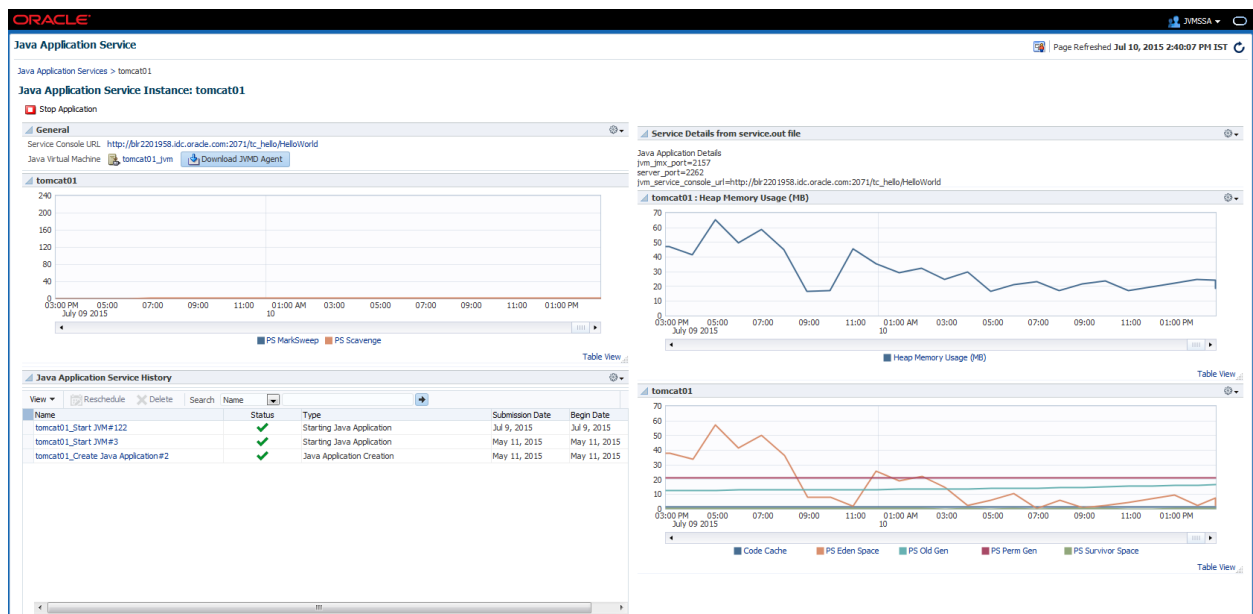 ORACLE
JVMSSA
Java Application Service
Page Refreshed Jul 10, 2015 2:40:07 PM IST
Java Application Services > tomcat01
Java Application Service Instance: tomcat01
Stop Application
General
Service Console URL http://blr2201958.idc.oracle.com:2071/tc_hello/HelloWorld
Java Virtual Machine tomcat01_jvm Download JVMD Agent
tomcat01
240
200
160
120
80
40
0
03:00 PM 05:00 07:00 09:00 11:00 01:00 AM 03:00 05:00 07:00 09:00 11:00 01:00 PM
July 09 2015 10
PS MarkSweep PS Scavenge
Table View
Java Application Service History
View Reschedule Delete Search Name
Name Status Type Submission Date Begin Date
tomcat01_Start JVM#122 Starting Java Application Jul 9, 2015 Jul 9, 2015
tomcat01_Start JVM#3 Starting Java Application May 11, 2015 May 11, 2015
tomcat01_Create Java Application#2 Java Application Creation May 11, 2015 May 11, 2015
Service Details from service.out file
Java Application Details
jvm_jmx_port=2157
server_port=2262
jvm_service_console_url=http://blr2201958.idc.oracle.com:2071/tc_hello/HelloWorld
tomcat01 : Heap Memory Usage (MB)
70
60
50
40
30
20
10
0
03:00 PM 05:00 07:00 09:00 11:00 01:00 AM 03:00 05:00 07:00 09:00 11:00 01:00 PM
July 09 2015 10
Heap Memory Usage (MB)
Table View
tomcat01
70
60
50
40
30
20
10
0
03:00 PM 05:00 07:00 09:00 11:00 01:00 AM 03:00 05:00 07:00 09:00 11:00 01:00 PM
July 09 2015 10
Code Cache PS Eden Space PS Old Gen PS Perm Gen PS Survivor Space
Table View